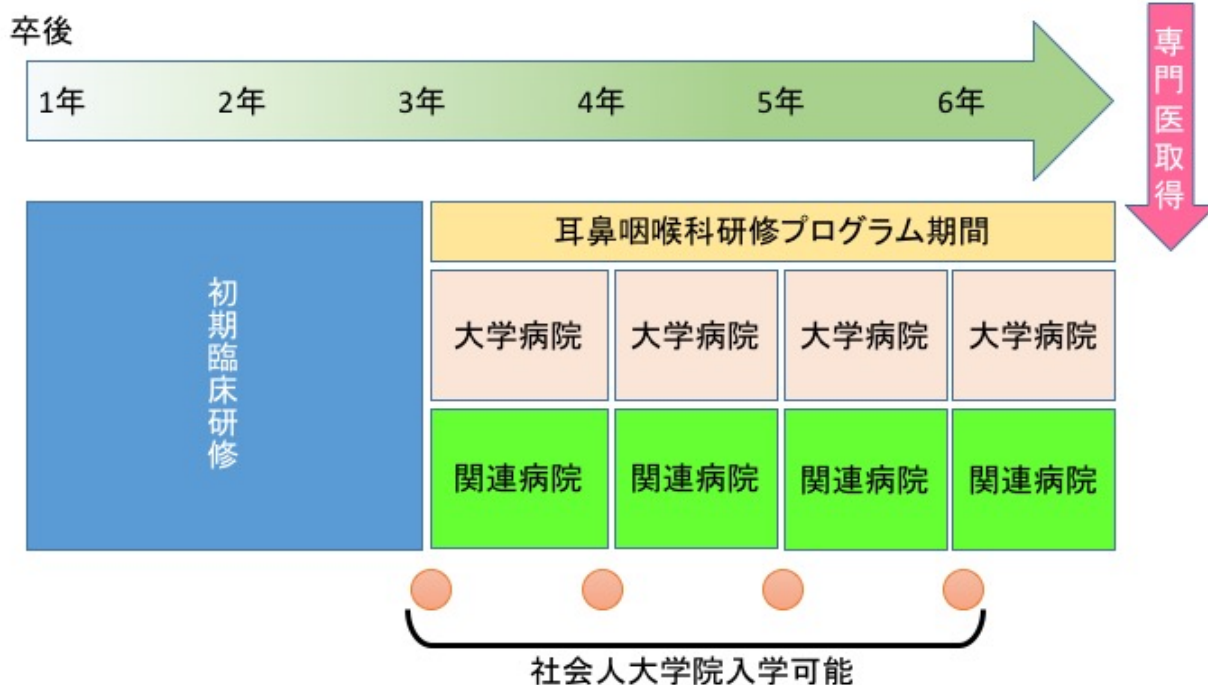 卒後
1年 2年 3年 4年 5年 6年
専門医取得
初期臨床研修
耳鼻咽喉科研修プログラム期間
大学病院 大学病院 大学病院 大学病院
関連病院 関連病院 関連病院 関連病院
社会人大学院入学可能